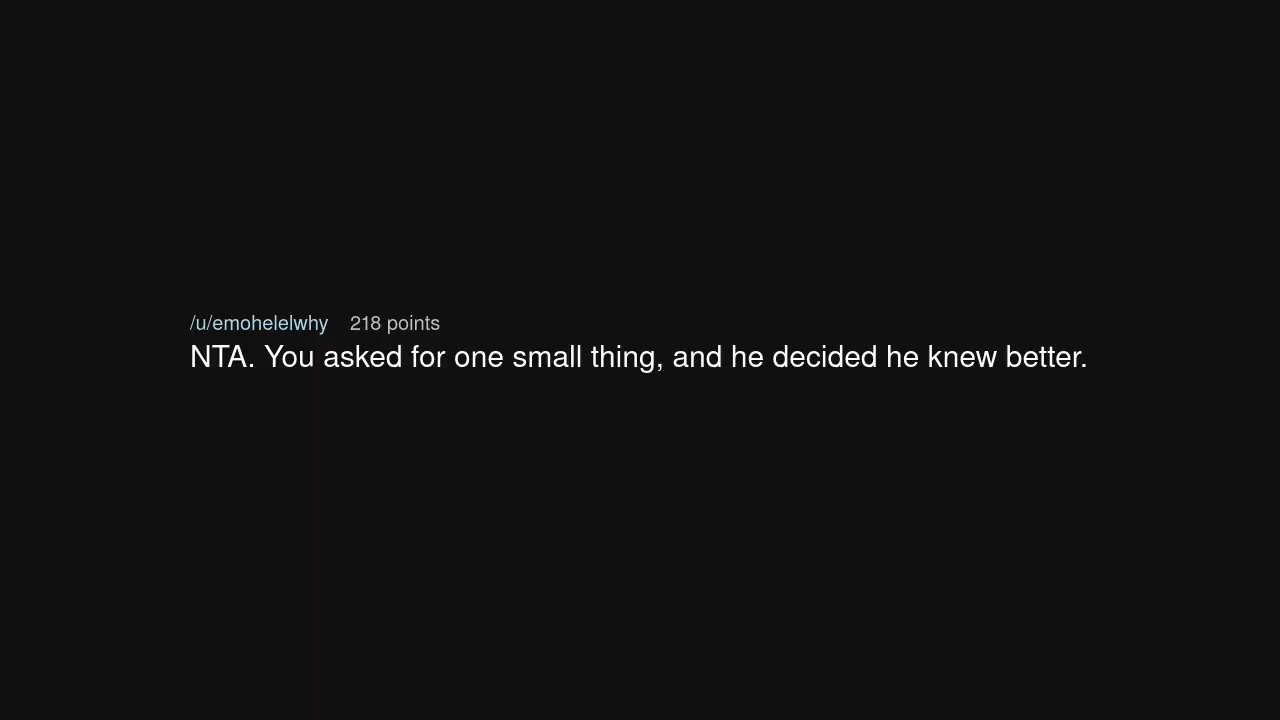 /u/emohelelwhy 218 points
NTA. You asked for one small thing, and he decided he knew better.